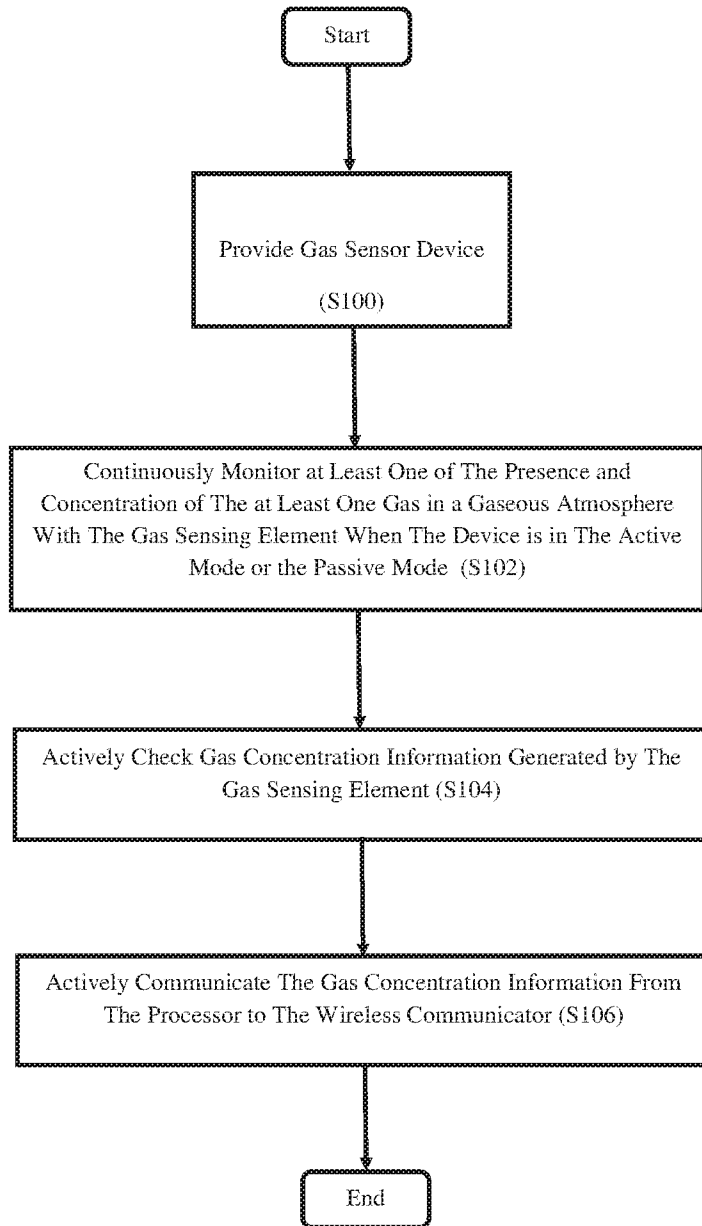 Start
Provide Gas Sensor Device
(S100)
Continuously Monitor at Least One of The Presence and
Concentration of The at Least One Gas in a Gaseous Atmosphere
With The Gas Sensing Element When The Device is in The Active
Mode or the Passive Mode (S102)
Actively Check Gas Concentration Information Generated by The
Gas Sensing Element (S104)
Actively Communicate The Gas Concentration Information From
The Processor to The Wireless Communicator (S106)
End